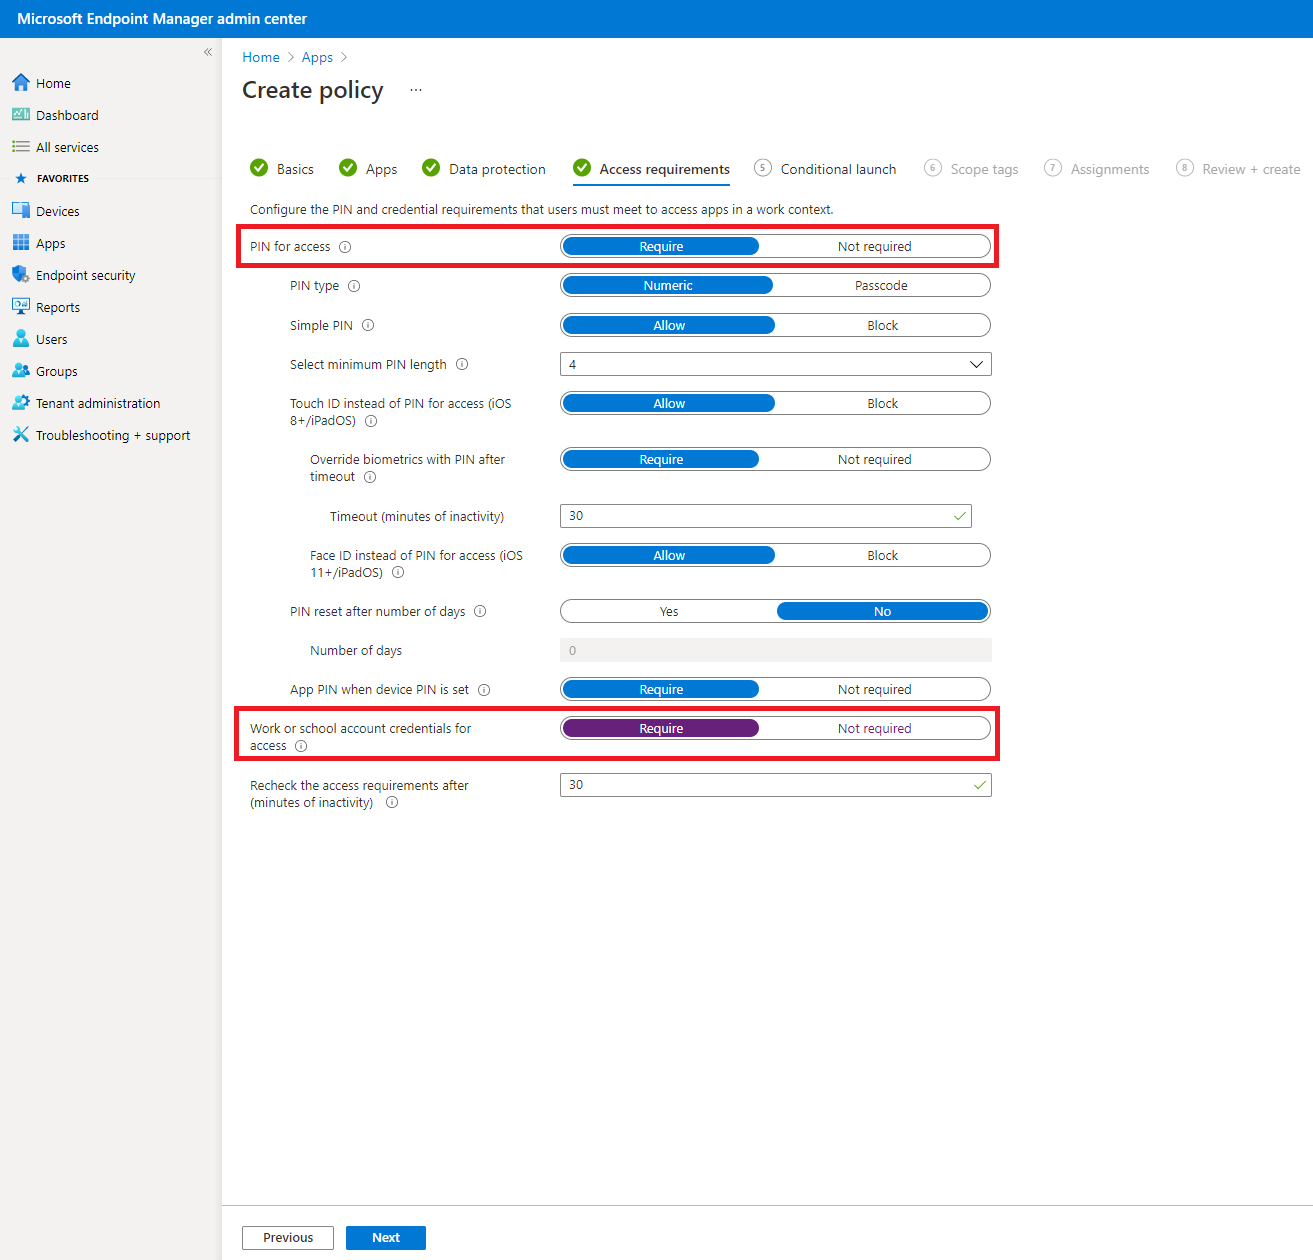 Microsoft Endpoint Manager admin center
«
Home
Dashboard
All services
FAVORITES
Devices
Apps
Endpoint security
Reports
Users
Groups
Tenant administration
Troubleshooting + support
Home > Apps >
Create policy ...
Basics Apps Data protection Access requirements 5 Conditional launch 6 Scope tags 7 Assignments 8 Review + create
Configure the PIN and credential requirements that users must meet to access apps in a work context.
PIN for access Require Not required
PIN type Numeric Passcode
Simple PIN Allow Block
Select minimum PIN length 4
Touch ID instead of PIN for access (iOS Allow Block
8+/iPadOS)
Override biometrics with PIN after Require Not required
timeout
Timeout (minutes of inactivity) 30
Face ID instead of PIN for access (iOS Allow Block
11+/iPadOS)
PIN reset after number of days Yes No
Number of days 0
App PIN when device PIN is set Require Not required
Work or school account credentials for Require Not required
access
Recheck the access requirements after 30
(minutes of inactivity)
Previous Next